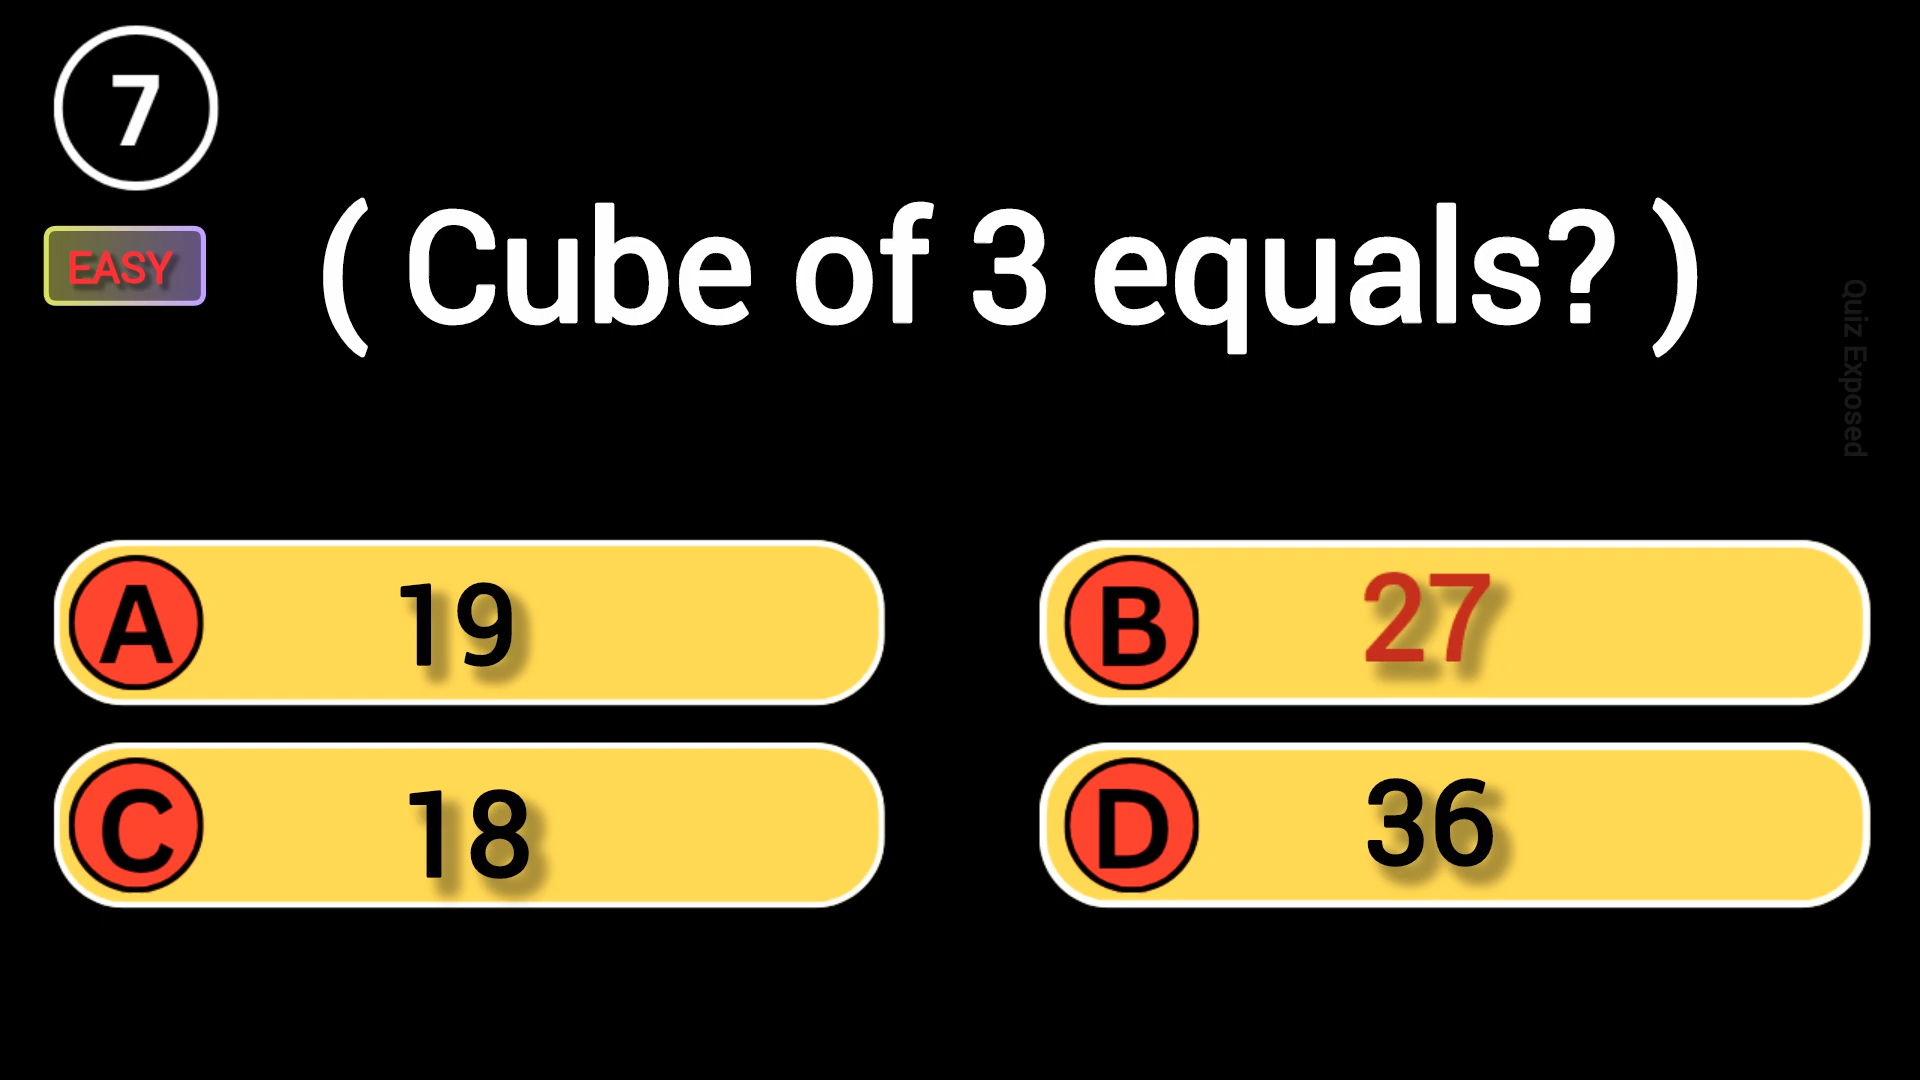 7
EASY
( Cube of 3 equals? )
Quiz Exposed
A 19
B 27
C 18
D 36